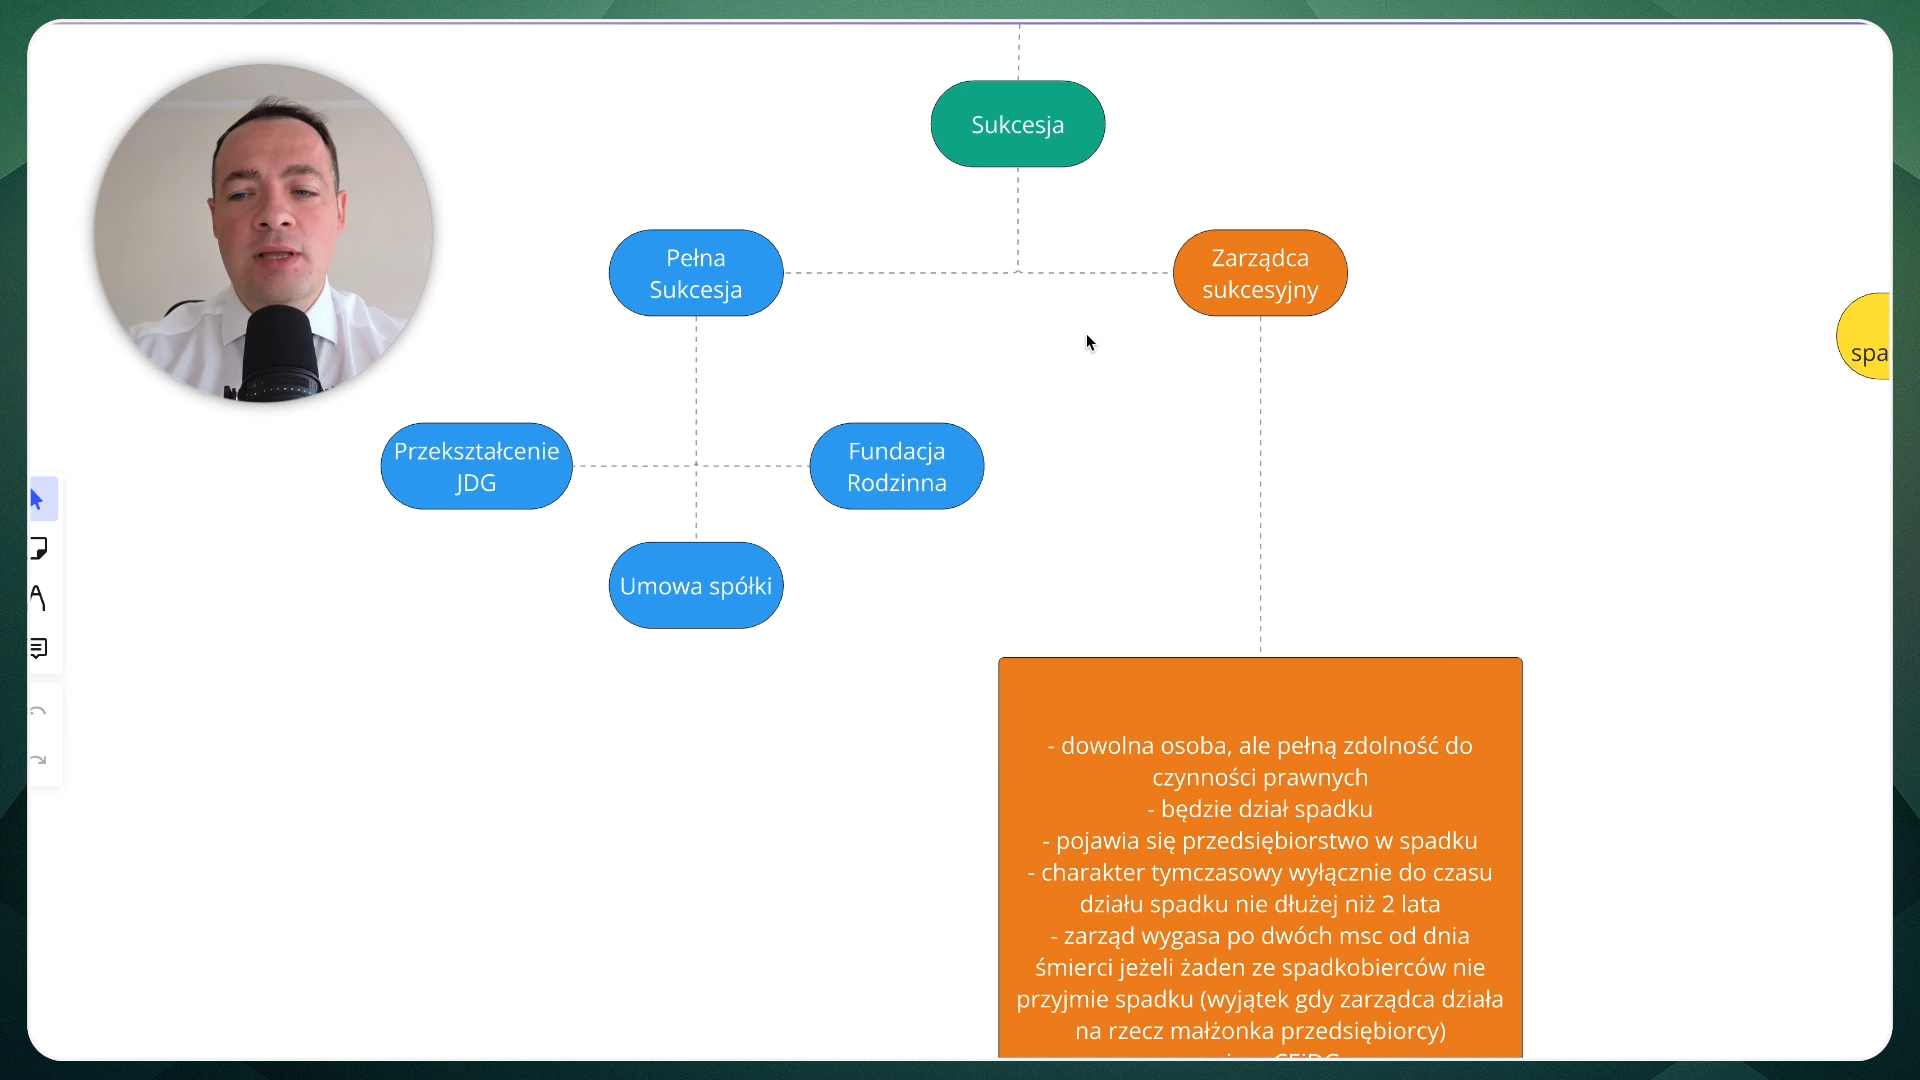 Sukcesja
Pełna
Sukcesja
Zarządca
sukcesyjny
Przekształcenie
JDG
Fundacja
Rodzinna
Umowa spółki
- dowolna osoba, ale pełną zdolność do
czynności prawnych
- będzie dział spadku
- pojawia się przedsiębiorstwo w spadku
- charakter tymczasowy wyłącznie do czasu
działu spadku nie dłużej niż 2 lata
- zarząd wygasa po dwóch msc od dnia
śmierci jeżeli żaden ze spadkobierców nie
przyjmie spadku (wyjątek gdy zarządca działa
na rzecz małżonka przedsiębiorcy)